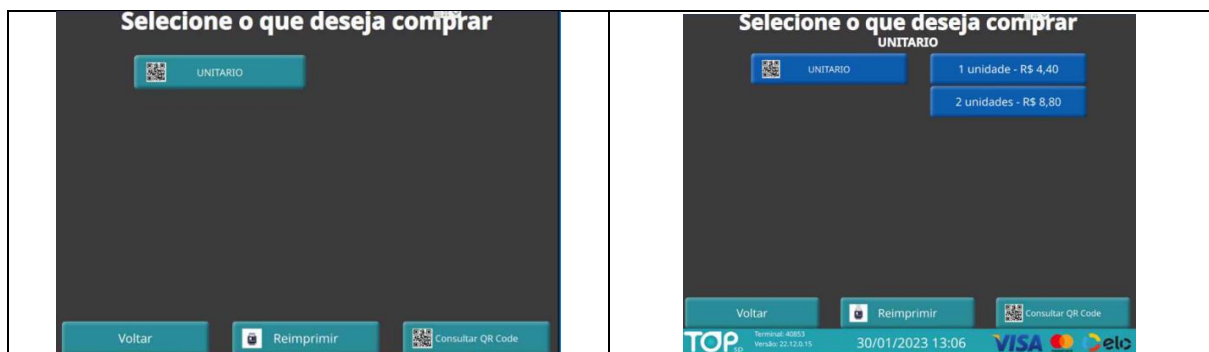 Selecione o que deseja comprar
UNITARIO
Voltar
Reimprimir
Consultar QR Code
Selecione o que deseja comprar
UNITARIO
UNITARIO
1 unidade - R$ 4,40
2 unidades - R$ 8,80
Voltar
Reimprimir
Consultar QR Code
TOP sp
Terminal: 40853
Versão: 22.12.0.15
30/01/2023 13:06
VISA
elo